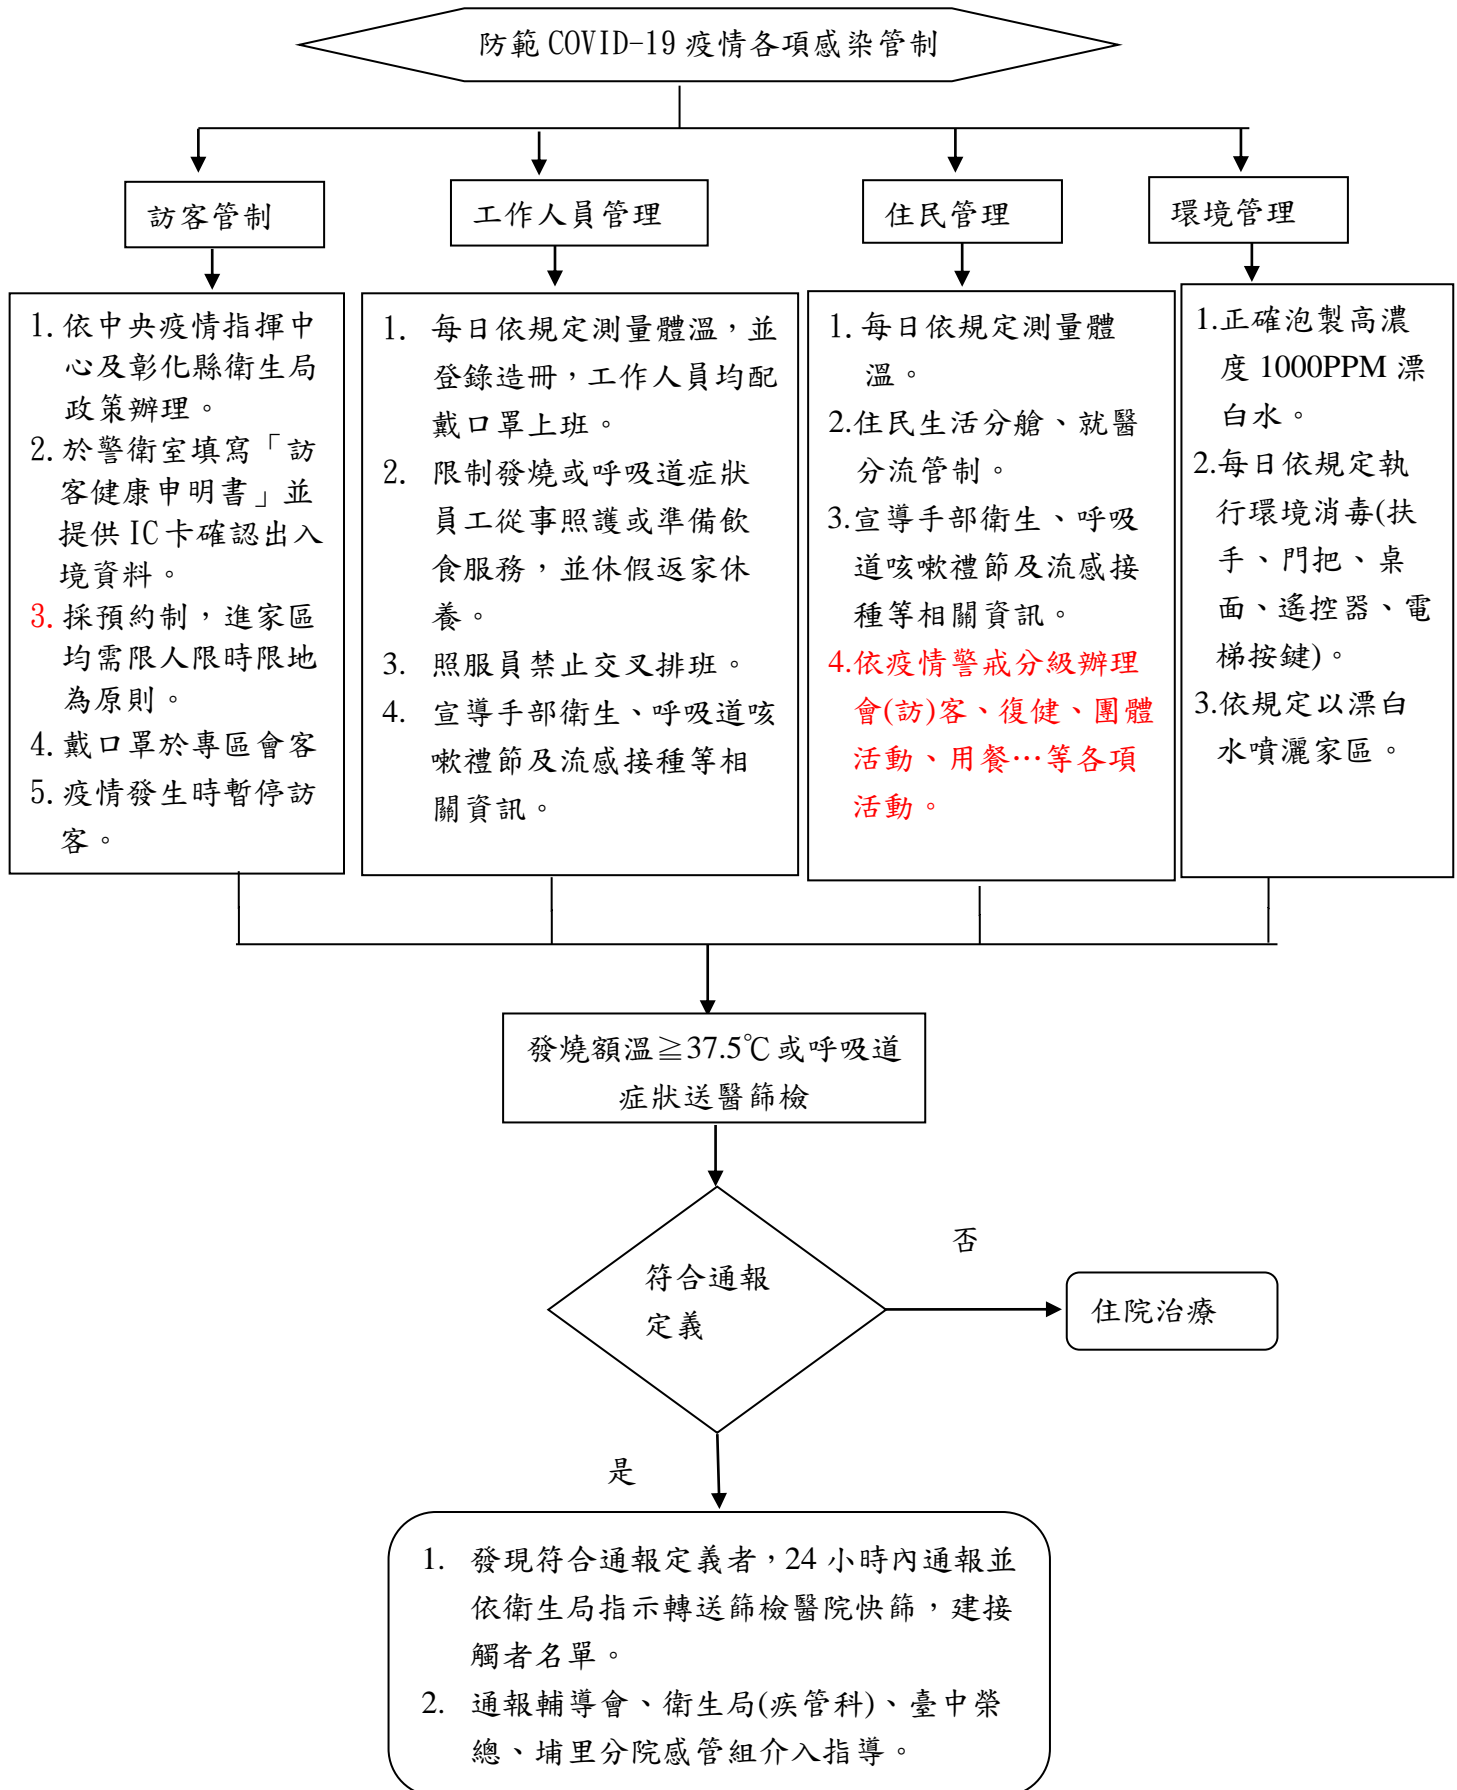 防範 COVID-19 疫情各項感染管制
訪客管制
工作人員管理
住民管理
環境管理
1. 依中央疫情指揮中
心及彰化縣衛生局
政策辦理。
2. 於警衛室填寫「訪
客健康申明書」並
提供 IC 卡確認出入
境資料。
3. 採預約制，進家區
均需限人限時限地
為原則。
4. 戴口罩於專區會客
5. 疫情發生時暫停訪
客。
1. 每日依規定測量體溫，並
登錄造冊，工作人員均配
戴口罩上班。
2. 限制發燒或呼吸道症狀
員工從事照護或準備飲
食服務，並休假返家休
養。
3. 照服員禁止交叉排班。
4. 宣導手部衛生、呼吸道咳
嗽禮節及流感接種等相
關資訊。
1. 每日依規定測量體
溫。
2.住民生活分艙、就醫
分流管制。
3.宣導手部衛生、呼吸
道咳嗽禮節及流感接
種等相關資訊。
4.依疫情警戒分級辦理
會(訪)客、復健、團體
活動、用餐…等各項
活動。
1.正確泡製高濃
度 1000PPM 漂
白水。
2.每日依規定執
行環境消毒(扶
手、門把、桌
面、遙控器、電
梯按鍵)。
3.依規定以漂白
水噴灑家區。
發燒額溫≧37.5℃或呼吸道
症狀送醫篩檢
符合通報
定義
否
住院治療
是
1. 發現符合通報定義者，24 小時內通報並
依衛生局指示轉送篩檢醫院快篩，建接
觸者名單。
2. 通報輔導會、衛生局(疾管科)、臺中榮
總、埔里分院感管組介入指導。